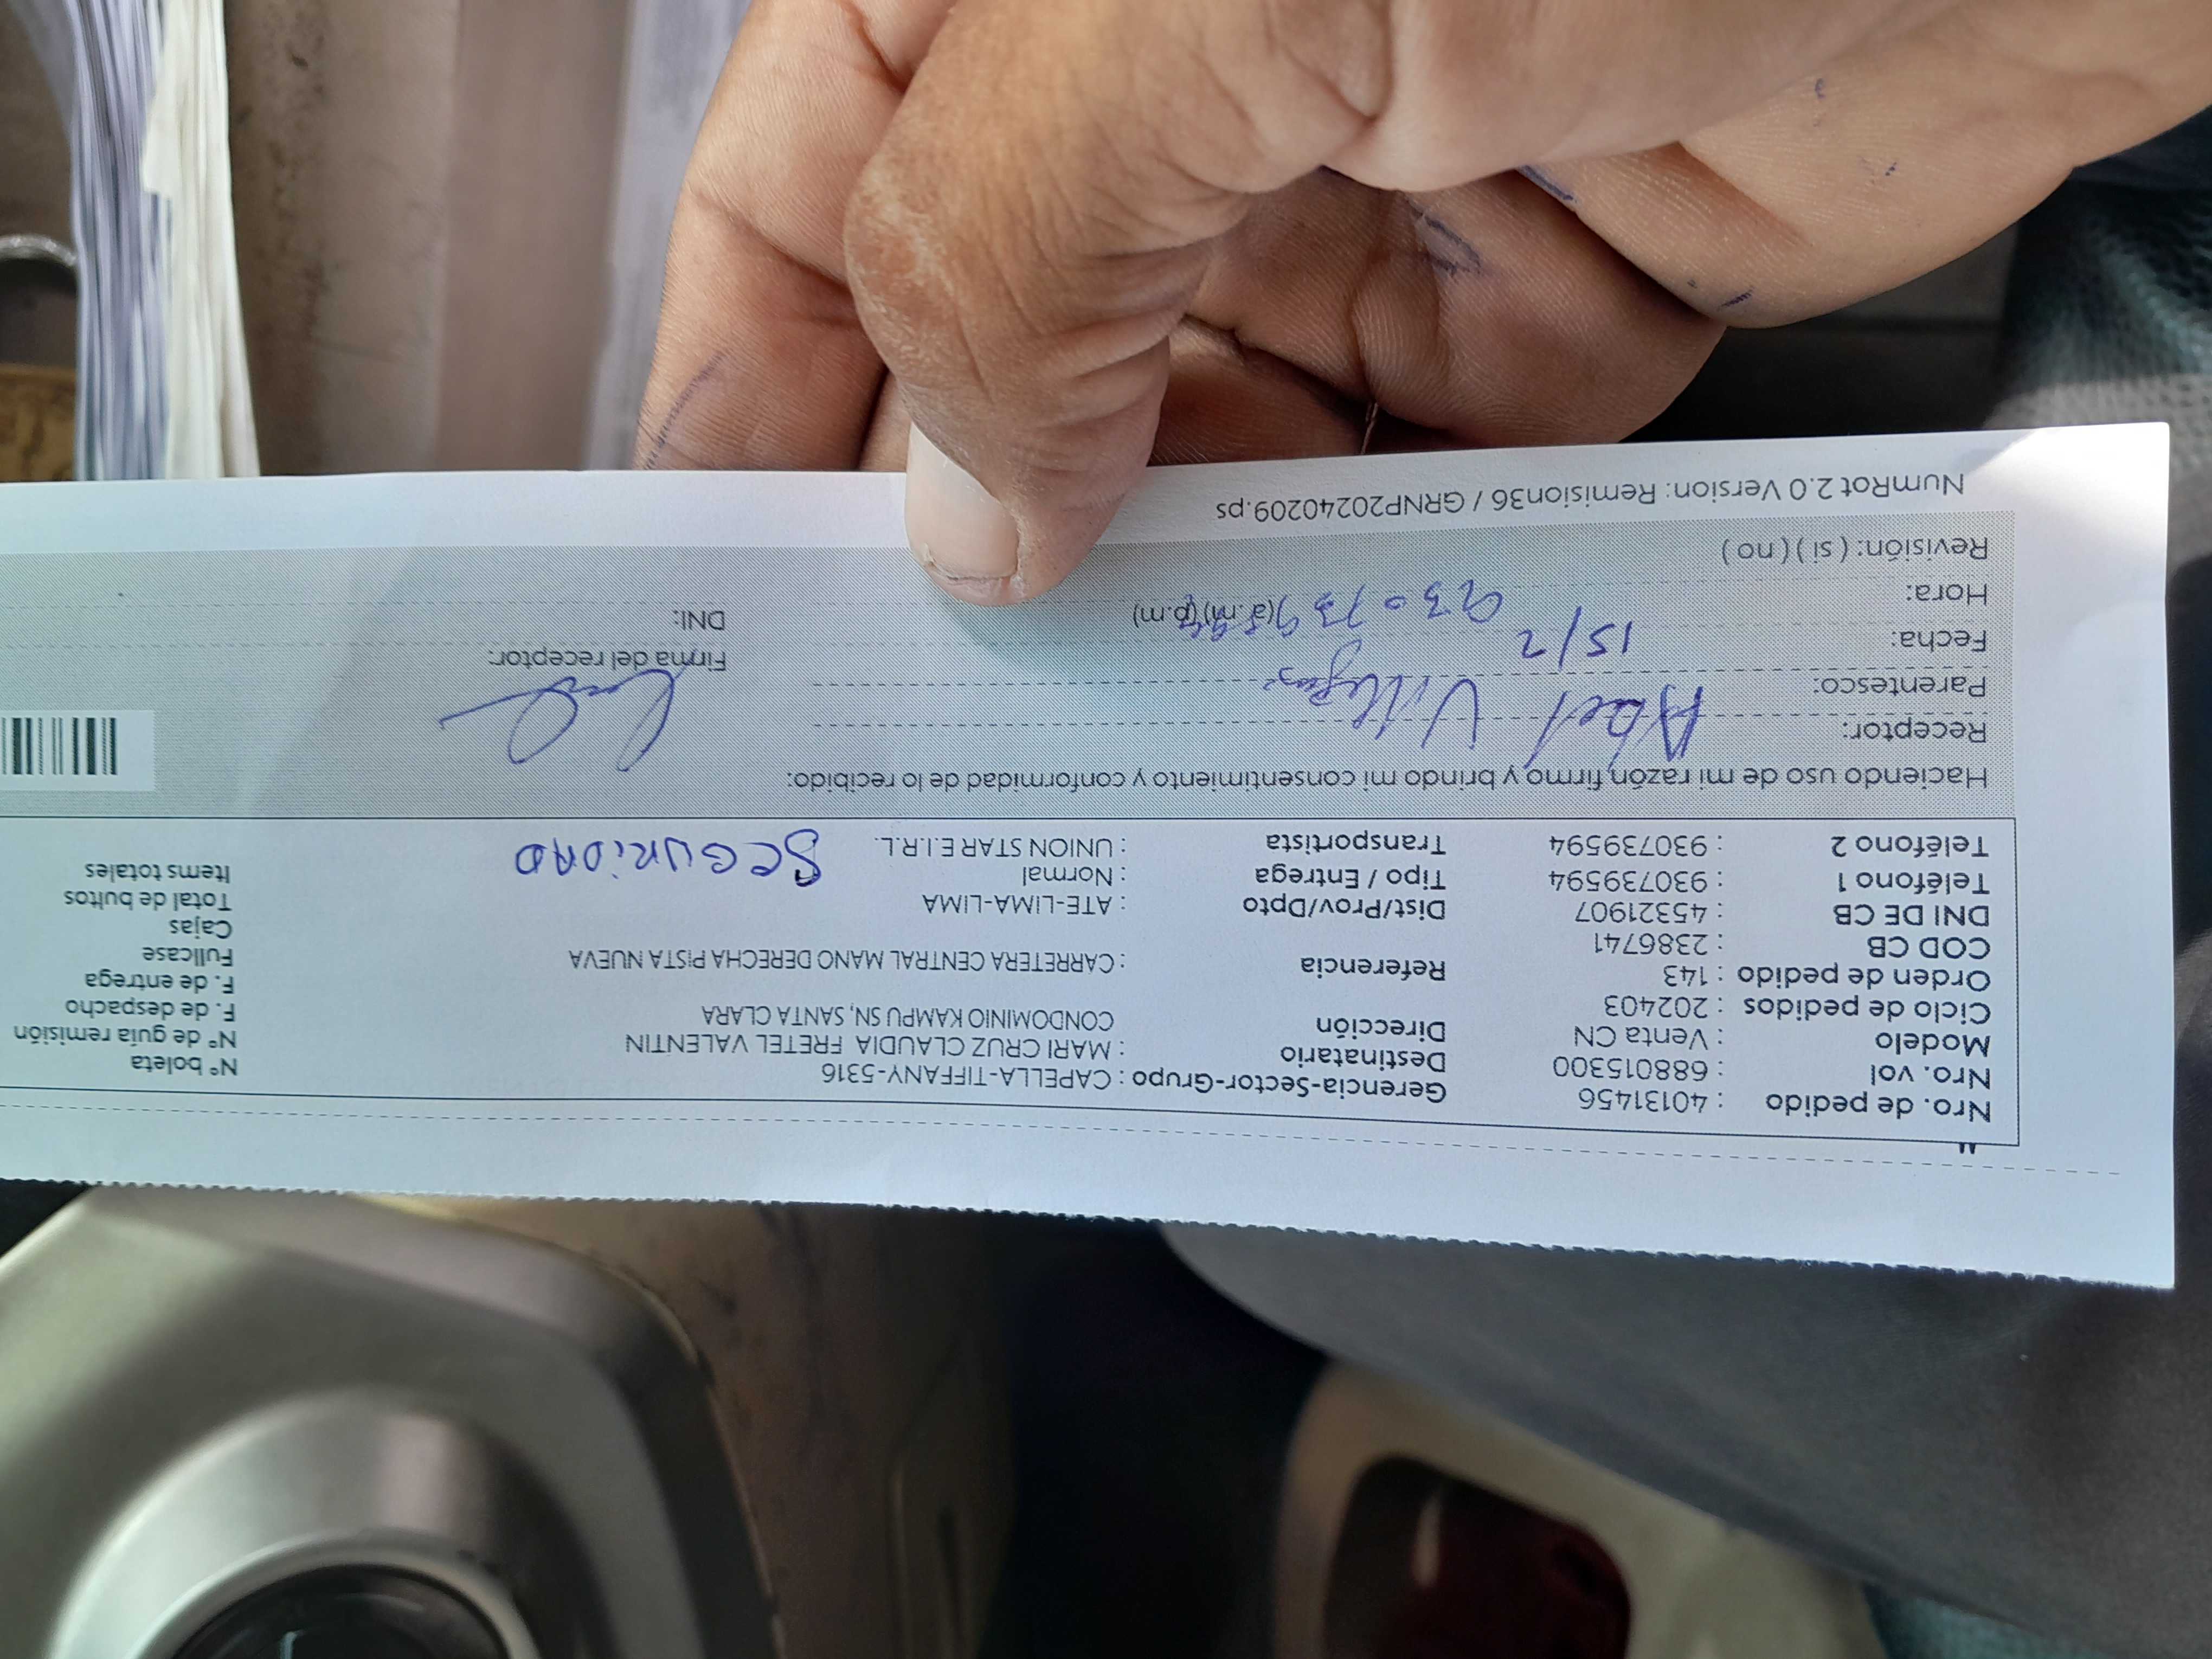 Nro. de pedido : 40131456 Gerencia-Sector-Grupo : CAPELLA-TIFFANY-5316 N° boleta
Nro. vol : 688015300 Destinatario : MARI CRUZ CLAUDIA FRETEL VALENTIN N° de guía remisión
Modelo : Venta CN Dirección CONDOMINIO KAMPU SN, SANTA CLARA F. de despacho
Ciclo de pedidos : 202403 F. de entrega
Orden de pedido : 143 Referencia : CARRETERA CENTRAL MANO DERECHA PISTA NUEVA Fullcase
COD CB : 2386741 Cajas
DNI DE CB : 45321907 Dist/Prov/Dpto : ATE-LIMA-LIMA Total de bultos
Teléfono 1 : 930739594 Tipo / Entrega : Normal Items totales
Teléfono 2 : 930739594 Transportista : UNION STAR E.I.R.L. SEGURIDAD
Haciendo uso de mi razón, firmo y brindo mi consentimiento y conformidad de lo recibido:
Receptor: Abel Villegas
Parentesco:
Firma del receptor:
Fecha: 15/2
DNI:
Hora: (a.m) (p.m)
Revisión: ( si ) ( no )
NumRot 2.0 Version: Remision36 / GRNP20240209.ps